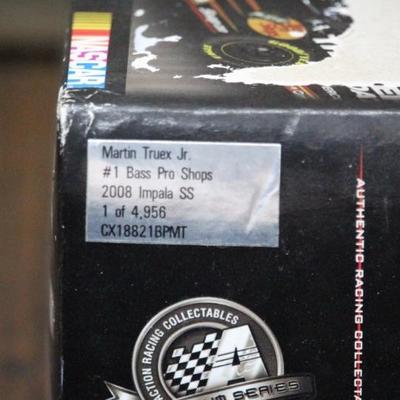 NASCAR
Martin Truex Jr.
#1 Bass Pro Shops
2008 Impala SS
1 of 4,956
CX18821BPMT
AUTHENTIC RACING COLLECTA
ACTION RACING COLLECTABLES
A
SERIES